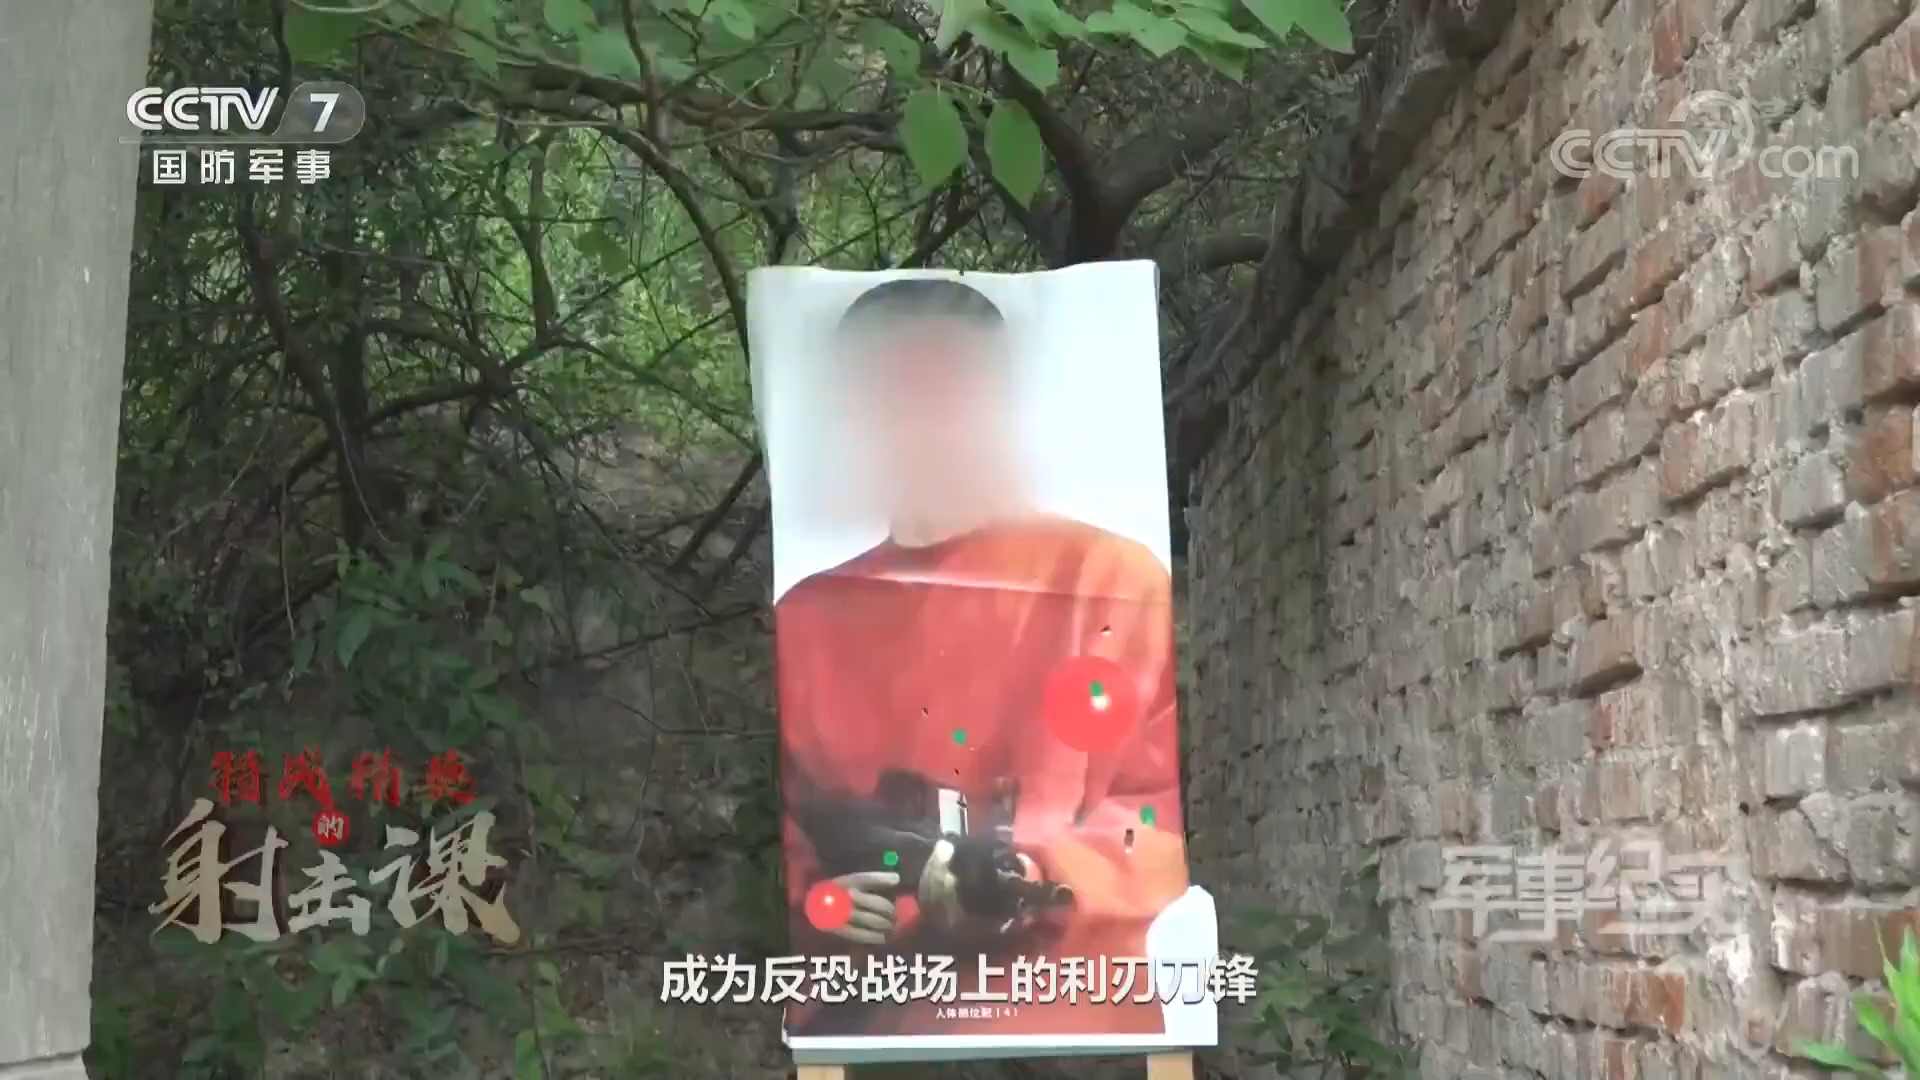 CCTV 7
国防军事
CCTV.com
猎战精英
的
射击课
军事纪实
成为反恐战场上的利刃刀锋